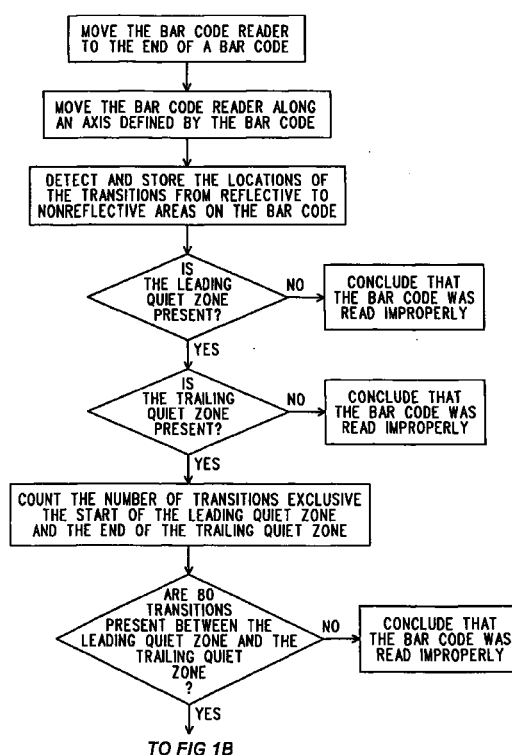 MOVE THE BAR CODE READER
TO THE END OF A BAR CODE
MOVE THE BAR CODE READER ALONG
AN AXIS DEFINED BY THE BAR CODE
DETECT AND STORE THE LOCATIONS OF
THE TRANSITIONS FROM REFLECTIVE TO
NONREFLECTIVE AREAS ON THE BAR CODE
IS
THE LEADING
QUIET ZONE
PRESENT?
NO
CONCLUDE THAT
THE BAR CODE WAS
READ IMPROPERLY
YES
IS
THE TRAILING
QUIET ZONE
PRESENT?
NO
CONCLUDE THAT
THE BAR CODE WAS
READ IMPROPERLY
YES
COUNT THE NUMBER OF TRANSITIONS EXCLUSIVE
THE START OF THE LEADING QUIET ZONE
AND THE END OF THE TRAILING QUIET ZONE
ARE 80
TRANSITIONS
PRESENT BETWEEN THE
LEADING QUIET ZONE AND THE
TRAILING QUIET
ZONE
?
NO
CONCLUDE THAT
THE BAR CODE WAS
READ IMPROPERLY
YES
TO FIG 1B